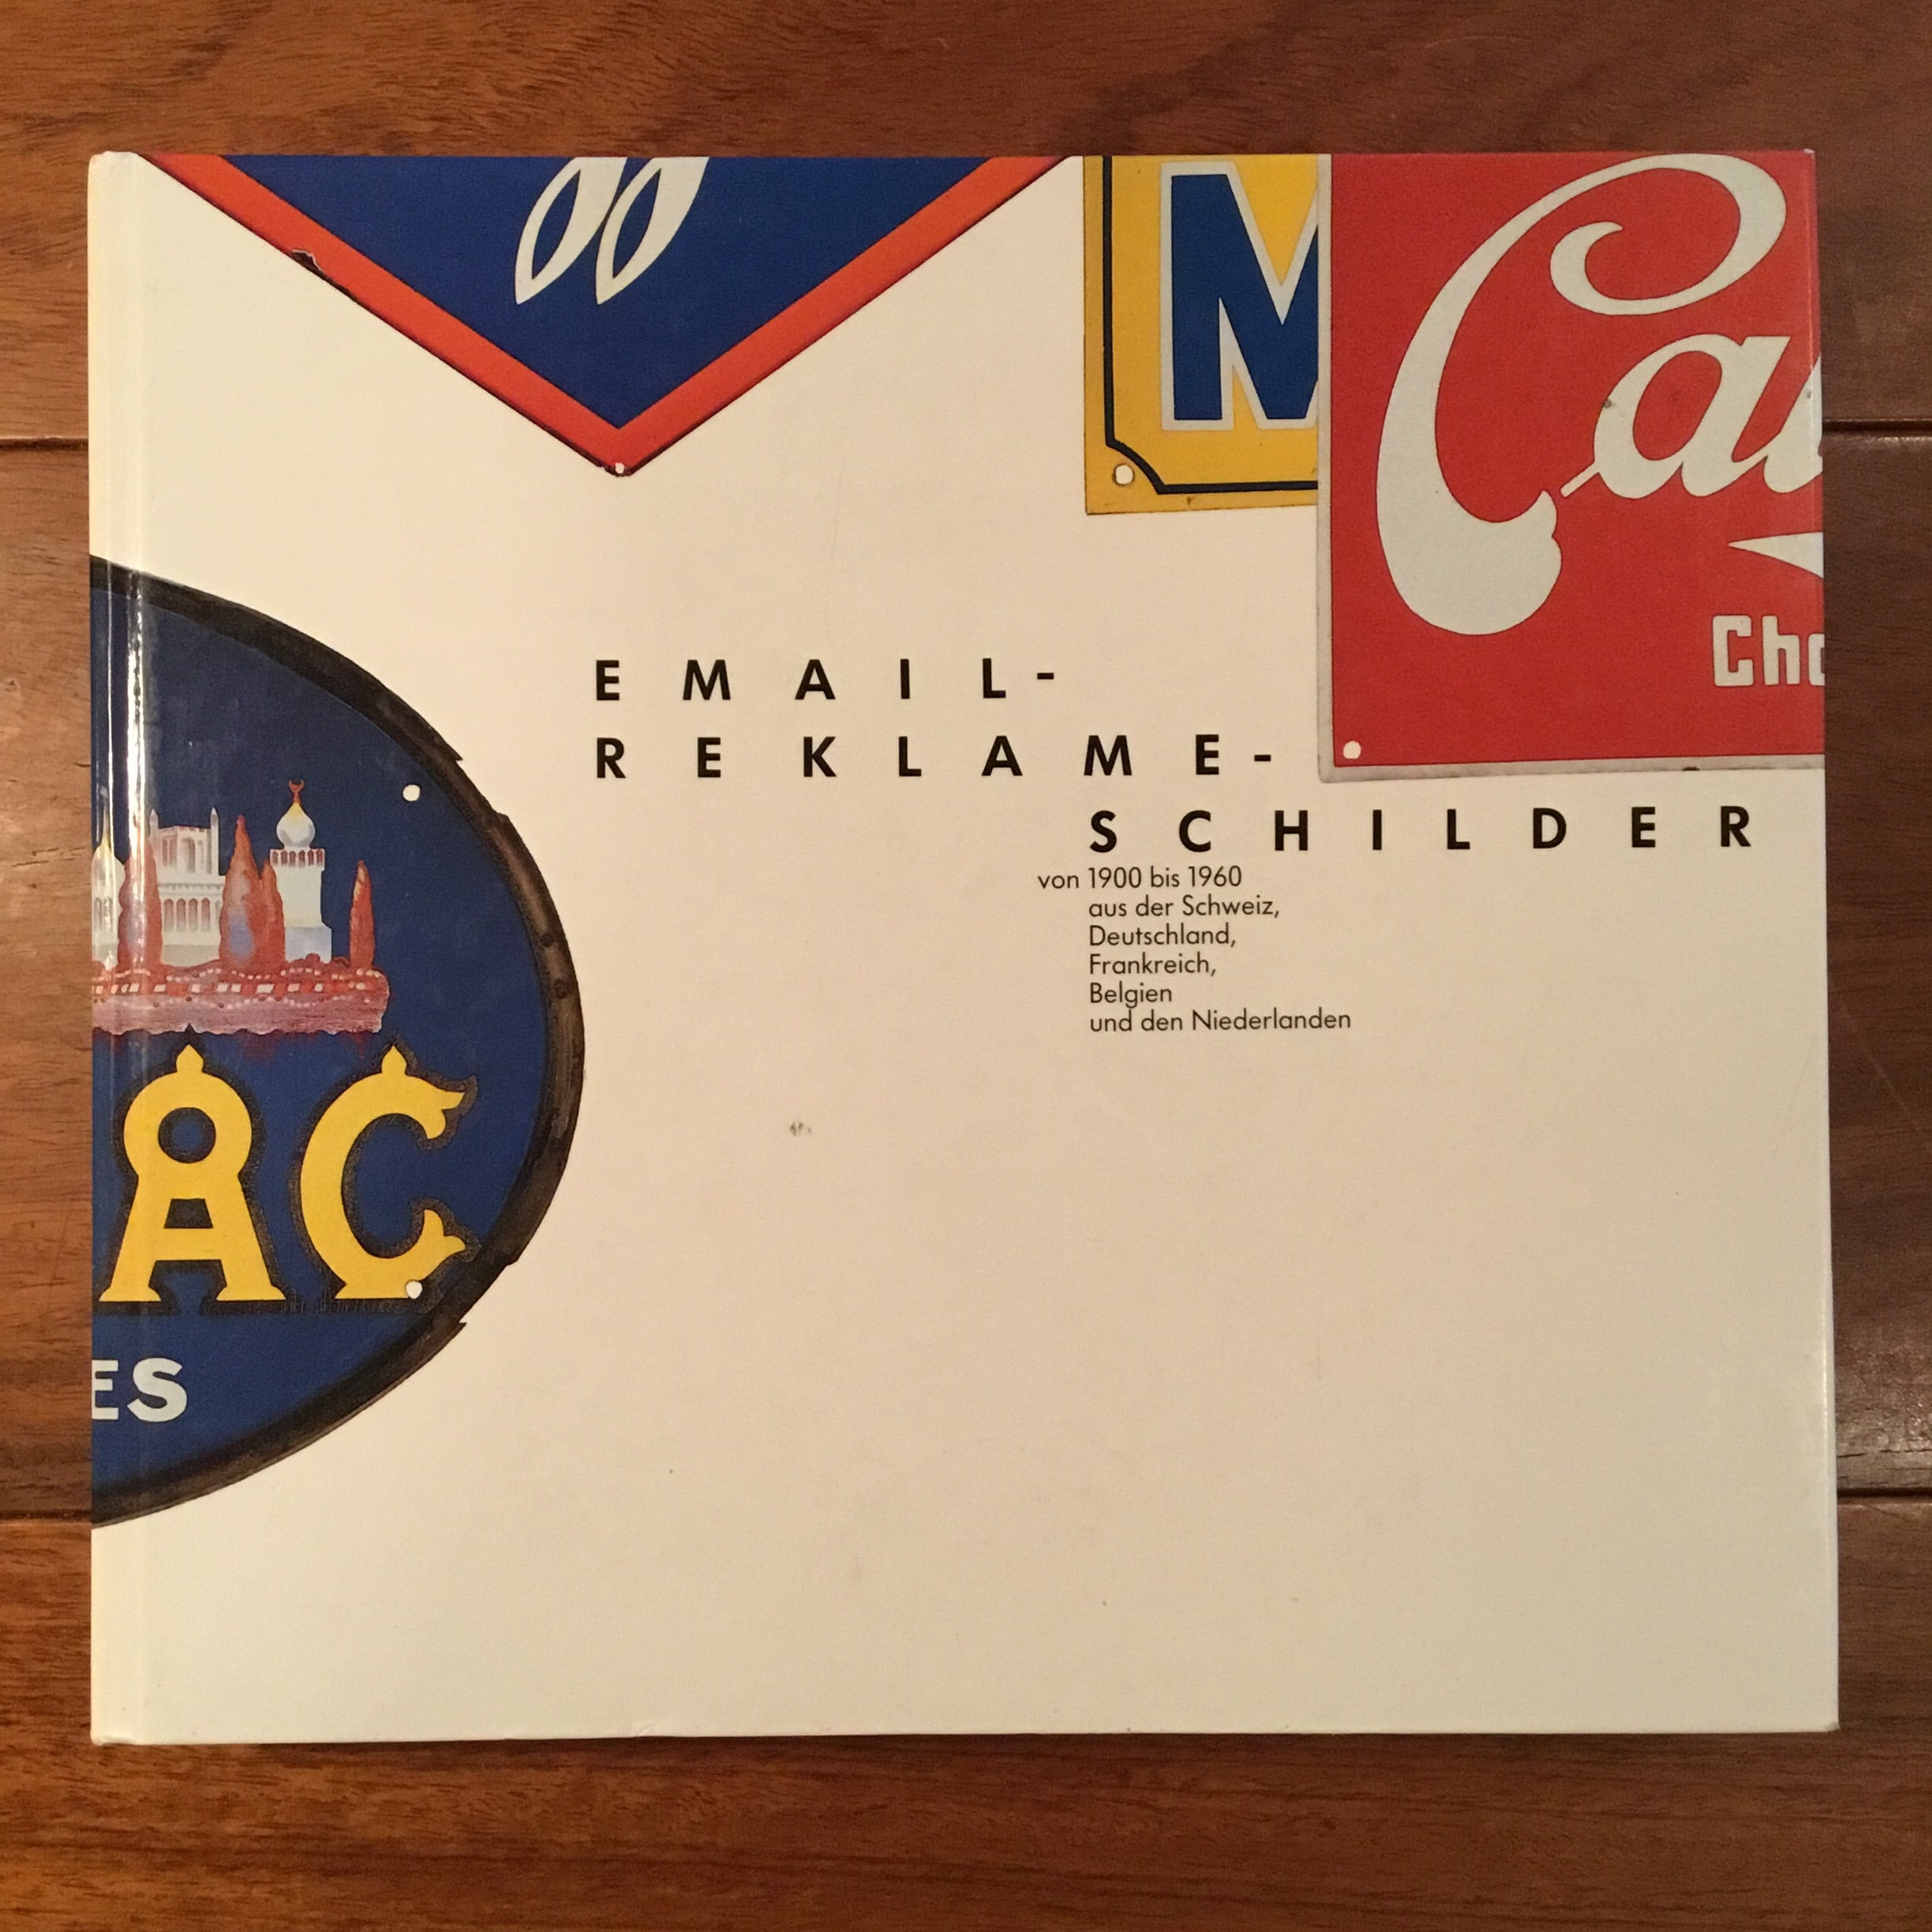 M
Cai
Cho
EMAIL-
REKLAME-
SCHILDER
von 1900 bis 1960
aus der Schweiz,
Deutschland,
Frankreich,
Belgien
und den Niederlanden
AC
ES